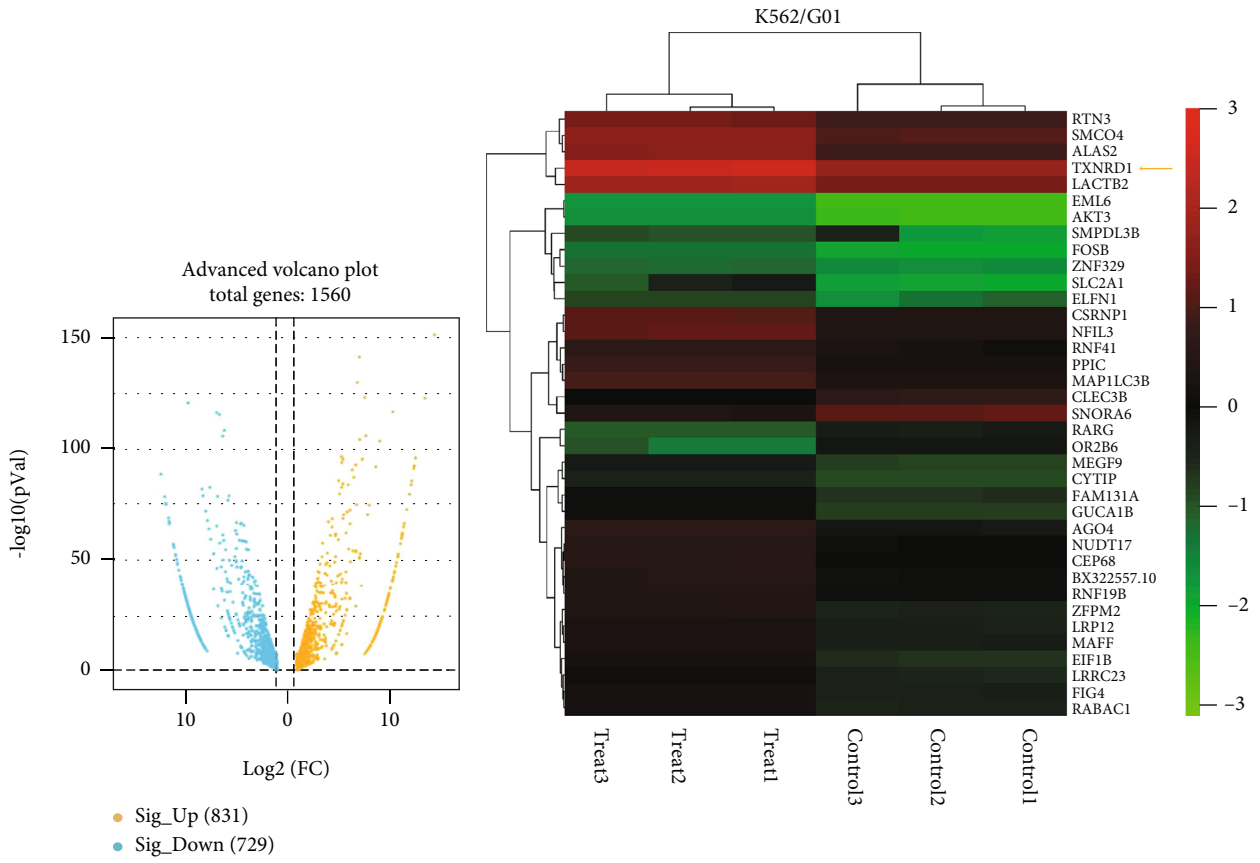 K562/G01
Advanced volcano plot
total genes: 1560
150
100
50
0
-log10(pVal)
10
0
10
Log2 (FC)
Sig_Up (831)
Sig_Down (729)
RTN3
SMCO4
ALAS2
TXNRD1
LACTB2
EML6
AKT3
SMPDL3B
FOSB
ZNF329
SLC2A1
ELFN1
CSRNP1
NFIL3
RNF41
PPIC
MAP1LC3B
CLEC3B
SNORA6
RARG
OR2B6
MEGF9
CYTIP
FAM131A
GUCA1B
AGO4
NUDT17
CEP68
BX322557.10
RNF19B
ZFPM2
LRP12
MAFF
EIF1B
LRRC23
FIG4
RABAC1
Treat3
Treat2
Treat1
Control3
Control2
Control1
3
2
1
0
–1
–2
–3